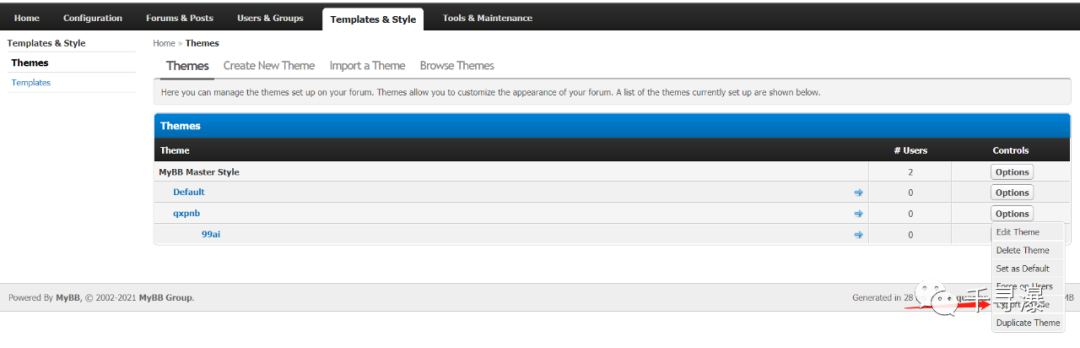 Home Configuration Forums & Posts Users & Groups Templates & Style Tools & Maintenance
Templates & Style
Themes
Templates
Home » Themes
Themes Create New Theme Import a Theme Browse Themes
Here you can manage the themes set up on your forum. Themes allow you to customize the appearance of your forum. A list of the themes currently set up are shown below.
Themes
Theme # Users Controls
MyBB Master Style 2 Options
Default 0 Options
qxpnb 0 Options
99ai 0
Edit Theme
Delete Theme
Set as Default
Force on Users
Duplicate Theme
Powered By MyBB, © 2002-2021 MyBB Group.
Generated in 28
MB
千寻瀑